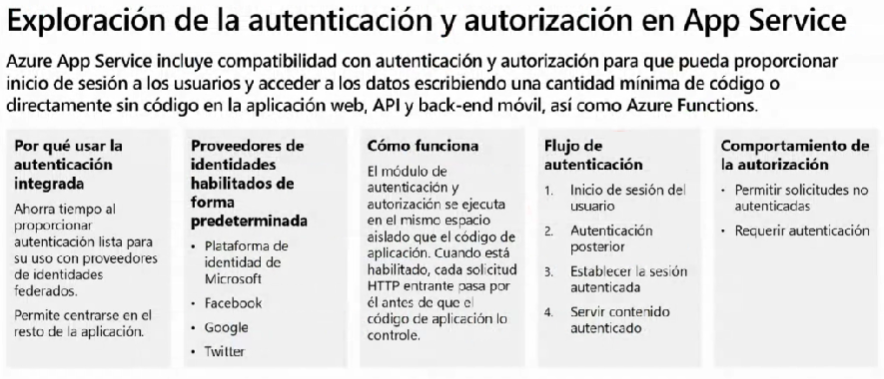 Exploración de la autenticación y autorización en App Service
Azure App Service incluye compatibilidad con autenticación y autorización para que pueda proporcionar
inicio de sesión a los usuarios y acceder a los datos escribiendo una cantidad mínima de código o
directamente sin código en la aplicación web, API y back-end móvil, así como Azure Functions.
Por qué usar la
autenticación
integrada
Ahorra tiempo al
proporcionar
autenticación lista para
su uso con proveedores
de identidades
federados.
Permite centrarse en el
resto de la aplicación.
Proveedores de
identidades
habilitados de
forma
predeterminada
• Plataforma de
identidad de
Microsoft
• Facebook
• Google
• Twitter
Cómo funciona
El módulo de
autenticación y
autorización se ejecuta
en el mismo espacio
aislado que el código de
aplicación. Cuando está
habilitado, cada solicitud
HTTP entrante pasa por
él antes de que el
código de aplicación lo
controle.
Flujo de
autenticación
1. Inicio de sesión del
usuario
2. Autenticación
posterior
3. Establecer la sesión
autenticada
4. Servir contenido
autenticado
Comportamiento de
la autorización
• Permitir solicitudes no
autenticadas
• Requerir autenticación